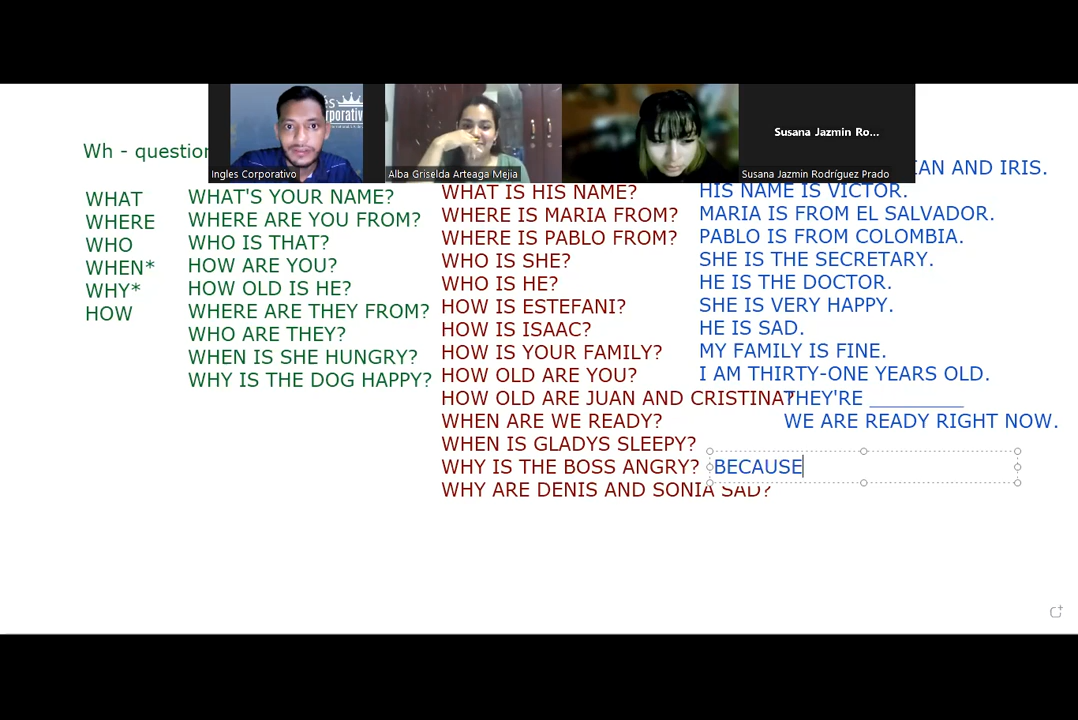 Wh - question
WHAT
WHERE
WHO
WHEN*
WHY*
HOW
WHAT'S YOUR NAME?
WHERE ARE YOU FROM?
WHO IS THAT?
HOW ARE YOU?
HOW OLD IS HE?
WHERE ARE THEY FROM?
WHO ARE THEY?
WHEN IS SHE HUNGRY?
WHY IS THE DOG HAPPY?
WHAT IS HIS NAME?
WHERE IS MARIA FROM?
WHERE IS PABLO FROM?
WHO IS SHE?
WHO IS HE?
HOW IS ESTEFANI?
HOW IS ISAAC?
HOW IS YOUR FAMILY?
HOW OLD ARE YOU?
HOW OLD ARE JUAN AND CRISTINA?
WHEN ARE WE READY?
WHEN IS GLADYS SLEEPY?
WHY IS THE BOSS ANGRY?
WHY ARE DENIS AND SONIA SAD?
AND IRIS.
HIS NAME IS VICTOR.
MARIA IS FROM EL SALVADOR.
PABLO IS FROM COLOMBIA.
SHE IS THE SECRETARY.
HE IS THE DOCTOR.
SHE IS VERY HAPPY.
HE IS SAD.
MY FAMILY IS FINE.
I AM THIRTY-ONE YEARS OLD.
THEY'RE _________
WE ARE READY RIGHT NOW.
BECAUSE
Ingles Corporativo
Alba Griselda Arteaga Mejia
Susana Jazmin Ro...
Susana Jazmin Rodríguez Prado